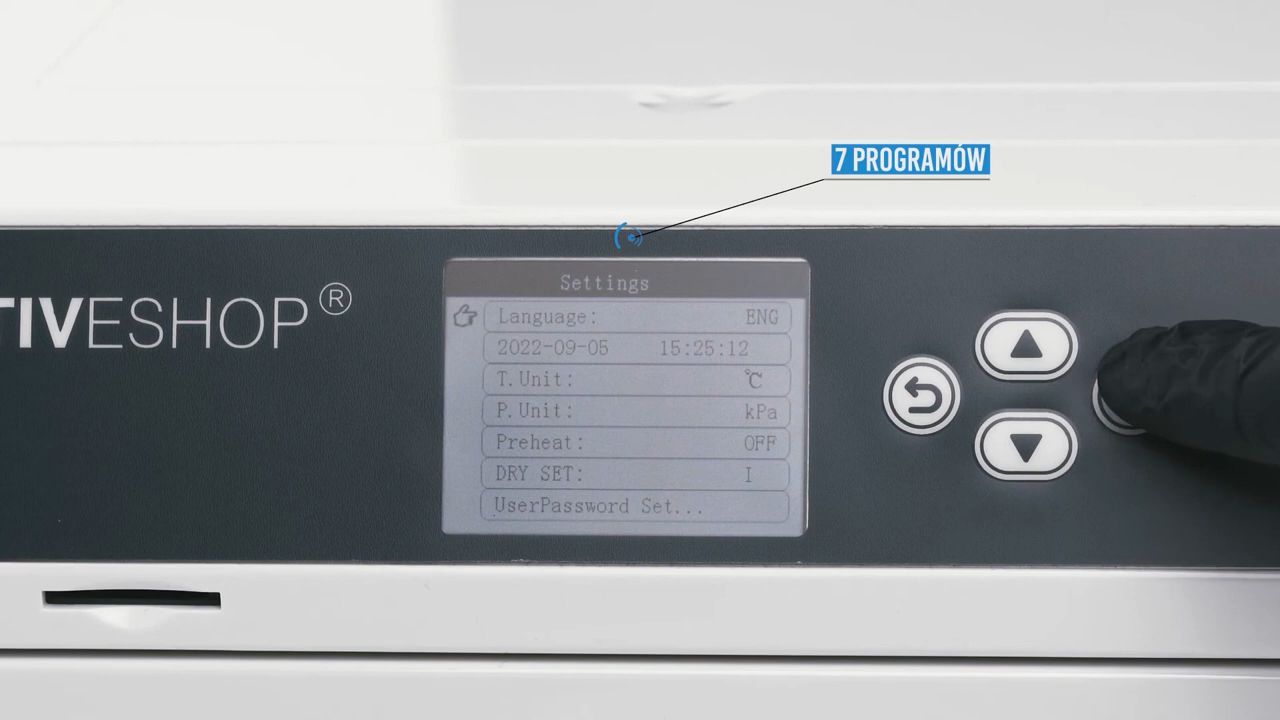 7 PROGRAMÓW
TIVESHOP®
Settings
Language: ENG
2022-09-05 15:25:12
T.Unit: ℃
P.Unit: kPa
Preheat: OFF
DRY SET: I
UserPassword Set...